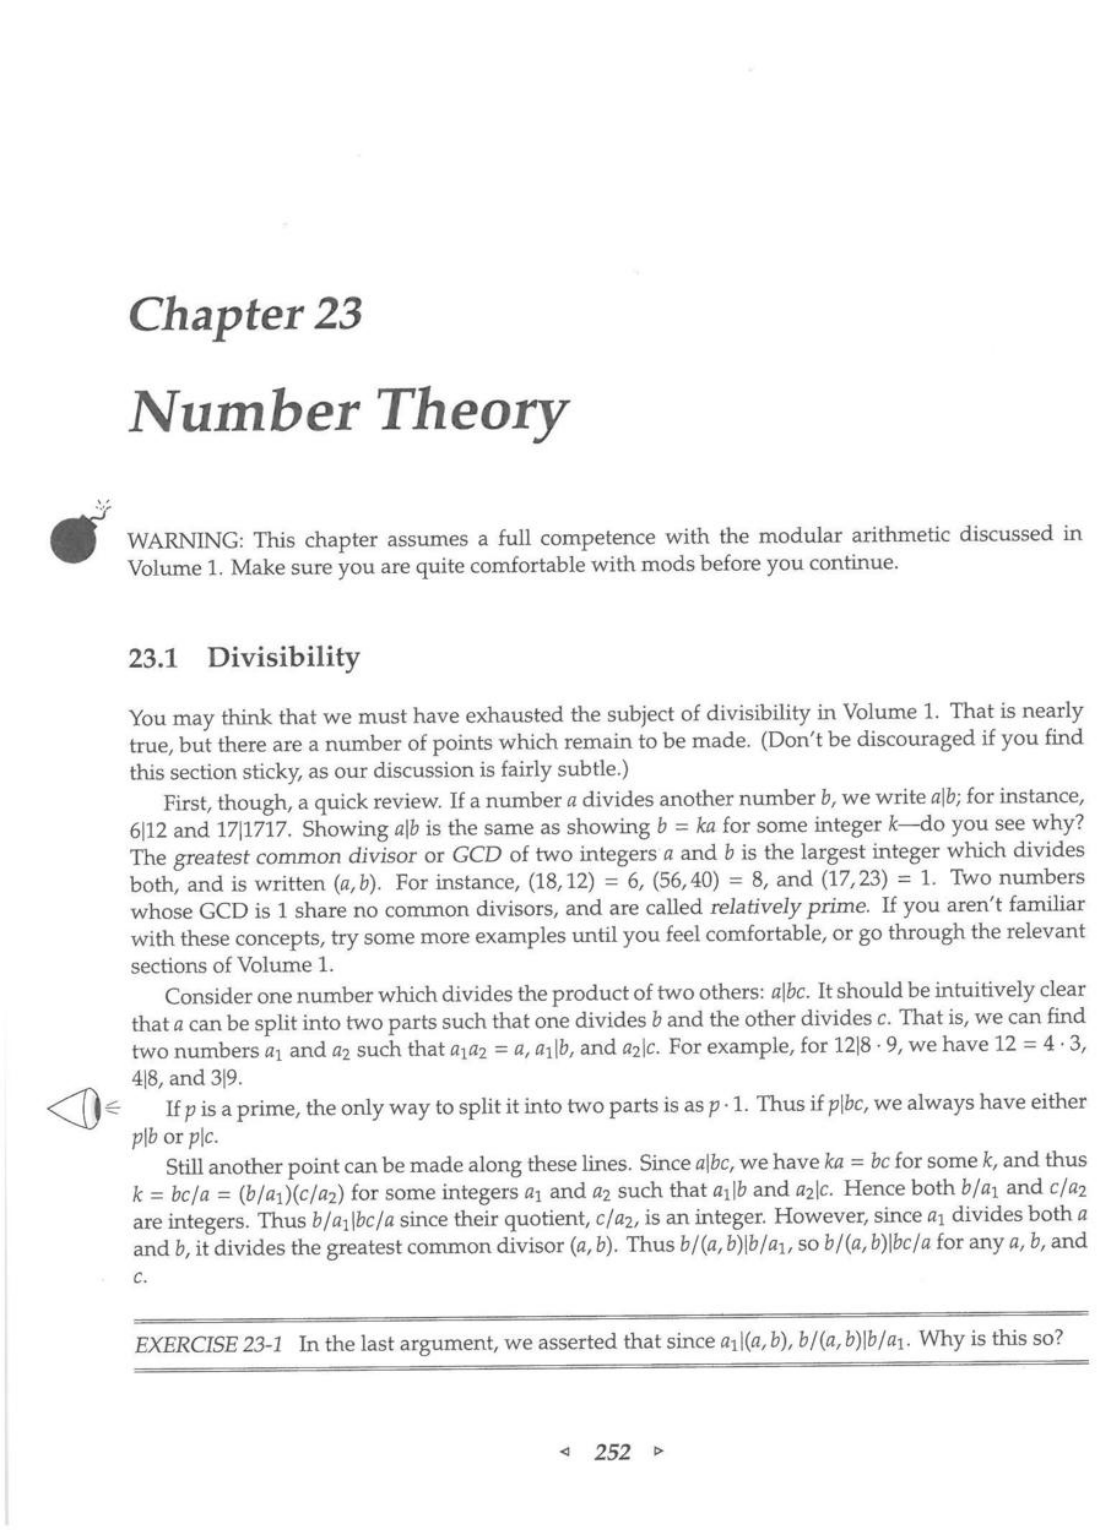 Chapter 23
Number Theory
WARNING: This chapter assumes a full competence with the modular arithmetic discussed in
Volume 1. Make sure you are quite comfortable with mods before you continue.
23.1 Divisibility
You may think that we must have exhausted the subject of divisibility in Volume 1. That is nearly
true, but there are a number of points which remain to be made. (Don't be discouraged if you find
this section sticky, as our discussion is fairly subtle.)
First, though, a quick review. If a number a divides another number b, we write a|b; for instance,
6|12 and 17|1717. Showing a|b is the same as showing b = ka for some integer k—do you see why?
The greatest common divisor or GCD of two integers a and b is the largest integer which divides
both, and is written (a, b). For instance, (18, 12) = 6, (56, 40) = 8, and (17, 23) = 1. Two numbers
whose GCD is 1 share no common divisors, and are called relatively prime. If you aren't familiar
with these concepts, try some more examples until you feel comfortable, or go through the relevant
sections of Volume 1.
Consider one number which divides the product of two others: a|bc. It should be intuitively clear
that a can be split into two parts such that one divides b and the other divides c. That is, we can find
two numbers a₁ and a₂ such that a₁a₂ = a, a₁|b, and a₂|c. For example, for 12|8 · 9, we have 12 = 4 · 3,
4|8, and 3|9.
If p is a prime, the only way to split it into two parts is as p · 1. Thus if p|bc, we always have either
p|b or p|c.
Still another point can be made along these lines. Since a|bc, we have ka = bc for some k, and thus
k = bc/a = (b/a₁)(c/a₂) for some integers a₁ and a₂ such that a₁|b and a₂|c. Hence both b/a₁ and c/a₂
are integers. Thus b/a₁|bc/a since their quotient, c/a₂, is an integer. However, since a₁ divides both a
and b, it divides the greatest common divisor (a, b). Thus b/(a, b)|b/a₁, so b/(a, b)|bc/a for any a, b, and
c.
EXERCISE 23-1 In the last argument, we asserted that since a₁|(a, b), b/(a, b)|b/a₁. Why is this so?
◃ 252 ▹